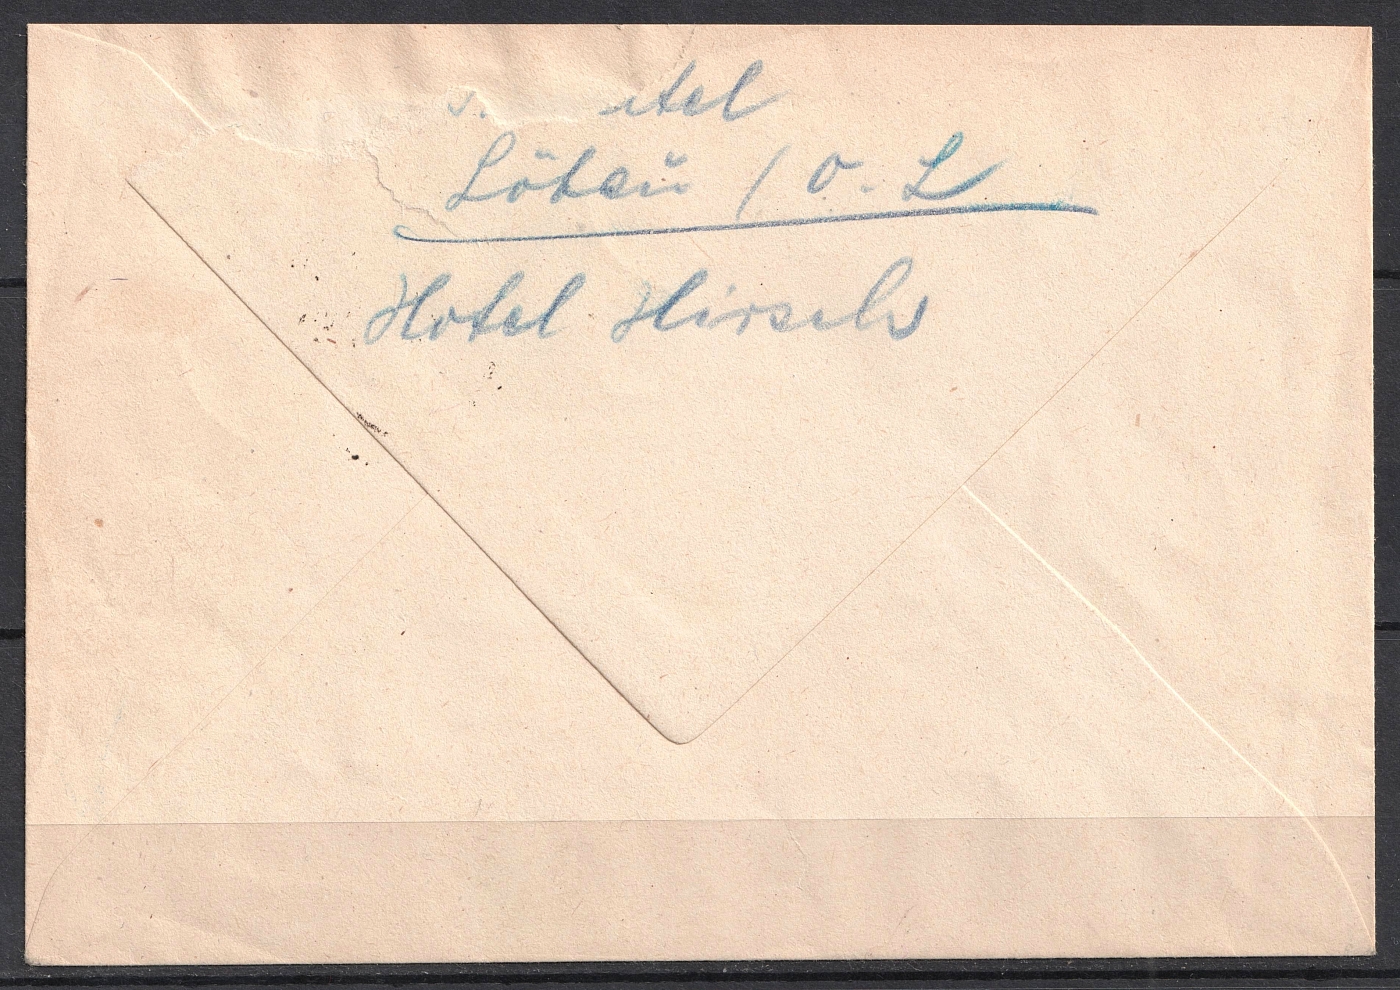 Löbau / O. L
Hotel Hirsch